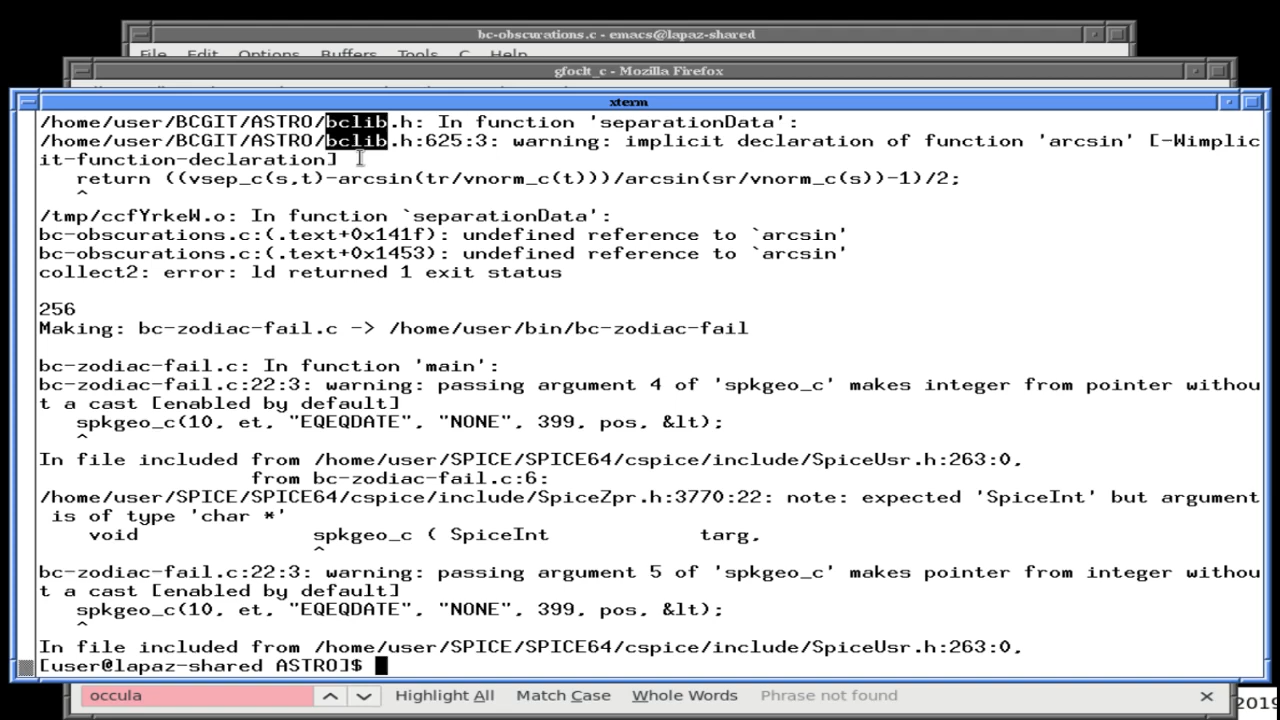 bc-obscurations.c - emacs@lapaz-shared
File Edit Options Buffers Tools C Help
gfoclt_c - Mozilla Firefox
xterm
/home/user/BCGIT/ASTRO/bclib.h: In function 'separationData':
/home/user/BCGIT/ASTRO/bclib.h:625:3: warning: implicit declaration of function 'arcsin' [-Wimplic
it-function-declaration]
return ((vsep_c(s,t)-arcsin(tr/vnorm_c(t)))/arcsin(sr/vnorm_c(s))-1)/2;
^
/tmp/ccfYrkeW.o: In function `separationData':
bc-obscurations.c:(.text+0x141f): undefined reference to `arcsin'
bc-obscurations.c:(.text+0x1453): undefined reference to `arcsin'
collect2: error: ld returned 1 exit status
256
Making: bc-zodiac-fail.c -> /home/user/bin/bc-zodiac-fail
bc-zodiac-fail.c: In function 'main':
bc-zodiac-fail.c:22:3: warning: passing argument 4 of 'spkgeo_c' makes integer from pointer withou
t a cast [enabled by default]
spkgeo_c(10, et, "EQEQDATE", "NONE", 399, pos, &lt);
^
In file included from /home/user/SPICE/SPICE64/cspice/include/SpiceUsr.h:263:0,
from bc-zodiac-fail.c:6:
/home/user/SPICE/SPICE64/cspice/include/SpiceZpr.h:3770:22: note: expected 'SpiceInt' but argument
is of type 'char *'
void spkgeo_c ( SpiceInt targ,
^
bc-zodiac-fail.c:22:3: warning: passing argument 5 of 'spkgeo_c' makes pointer from integer withou
t a cast [enabled by default]
spkgeo_c(10, et, "EQEQDATE", "NONE", 399, pos, &lt);
^
In file included from /home/user/SPICE/SPICE64/cspice/include/SpiceUsr.h:263:0,
[user@lapaz-shared ASTRO]$
occula Highlight All Match Case Whole Words Phrase not found
2019